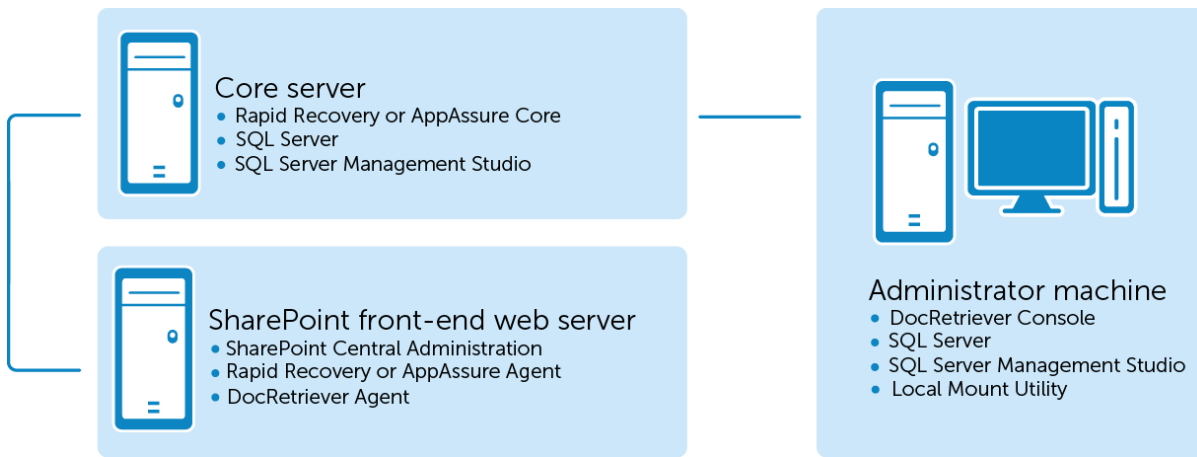 Core server
Rapid Recovery or AppAssure Core
SQL Server
SQL Server Management Studio
SharePoint front-end web server
SharePoint Central Administration
Rapid Recovery or AppAssure Agent
DocRetriever Agent
Administrator machine
DocRetriever Console
SQL Server
SQL Server Management Studio
Local Mount Utility